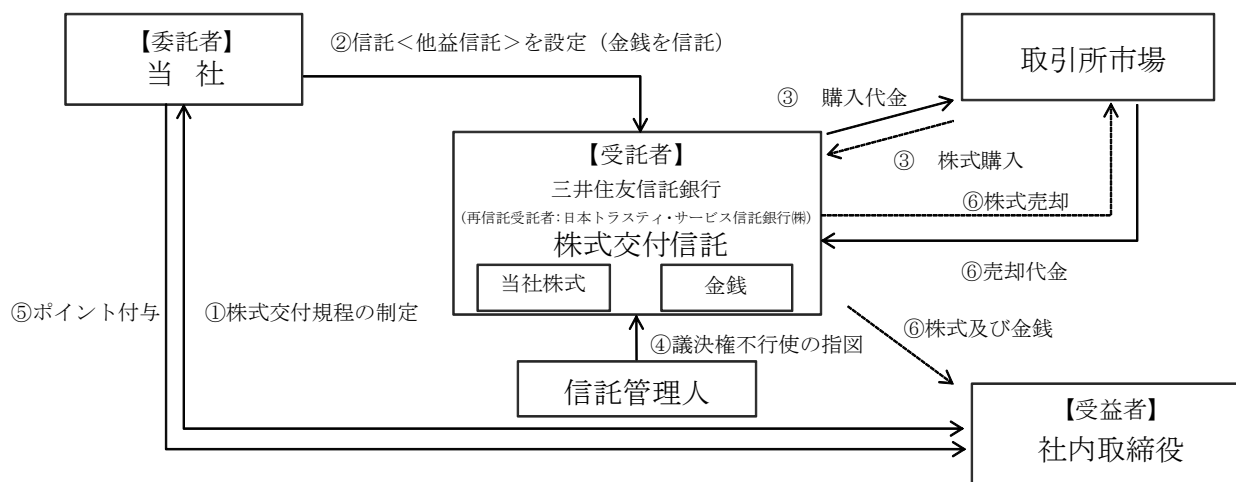 【委託者】
当 社
②信託＜他益信託＞を設定（金銭を信託）
取引所市場
③ 購入代金
③ 株式購入
【受託者】
三井住友信託銀行
(再信託受託者：日本トラスティ・サービス信託銀行㈱)
株式交付信託
当社株式
金銭
⑥株式売却
⑥売却代金
⑤ポイント付与
①株式交付規程の制定
④議決権不行使の指図
⑥株式及び金銭
信託管理人
【受益者】
社内取締役